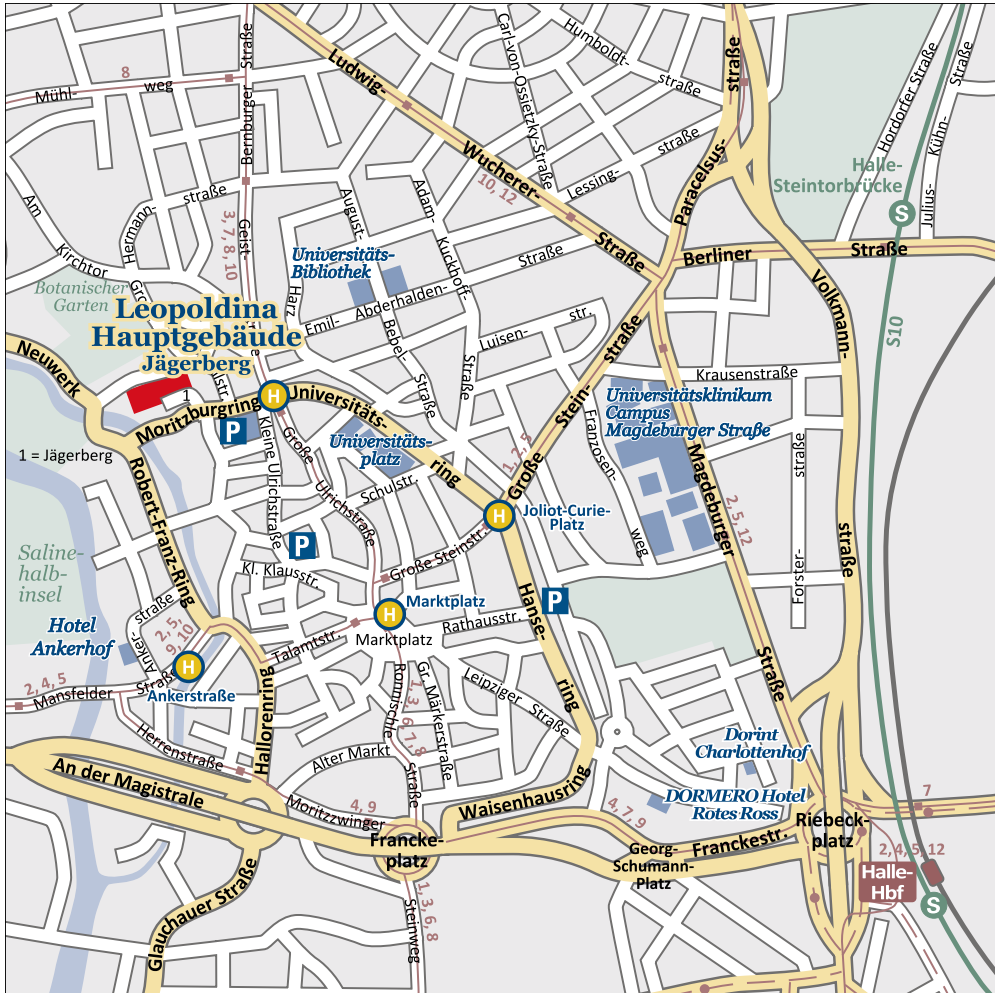 Ludwig-
Wucherer-
Straße
10, 12
Carl-von-Ossietzky-Straße
Humboldt-
straße
Lessing-
straße
Paracelsus-
straße
Hordorfer Straße
Julius-
Kühn-
Straße
Halle-
Steintorbrücke
S
Berliner
Straße
S10
8
Mühl-
weg
Bernburger
Straße
Am
Kirchtor
Hermann-
straße
3, 7, 8, 10
Geist-
August-
Bebel-
Straße
Adam-
Kuckhoff-
Straße
Harz
Universitäts-
Bibliothek
Emil-
Abderhalden-
Straße
Luisen-
str.
Botanischer
Garten
Leopoldina
Hauptgebäude
Jägerberg
Neuwerk
1
1 = Jägerberg
Moritzburgring
H
P
Universitäts-
ring
Universitäts-
platz
Große
Stein-
straße
1, 2, 5
Volkmann-
straße
Krausenstraße
Universitätsklinikum
Campus
Magdeburger Straße
Franzosen-
weg
Magdeburger
Straße
2, 5, 12
Forster-
straße
Kleine Ulrichstraße
Große
Ulrichstraße
Schulstr.
H
Joliot-Curie-
Platz
Große Steinstr.
P
Kl. Klausstr.
Robert-Franz-Ring
Saline-
halb-
insel
H
Marktplatz
Marktplatz
Rathausstr.
P
Hanse-
ring
Talamtstr.
Hotel
Ankerhof
Anker-
straße
2, 5,
9, 10
H
Ankerstraße
2, 4, 5
Mansfelder
Straße
Hallorenring
Herrenstraße
Gr. Märkerstraße
1, 3, 6, 7, 8
Straße
Leipziger
Straße
Alter Markt
An der Magistrale
Moritzzwinger
4, 9
Waisenhausring
Francke-
platz
4, 7, 9
Dorint
Charlottenhof
DORMERO Hotel
Rotes Ross
Georg-
Schumann-
Platz
Franckestr.
Riebeck-
platz
7
2, 4, 5, 12
Halle-
Hbf
S
Glauchauer Straße
1, 3, 6, 8
Steinweg